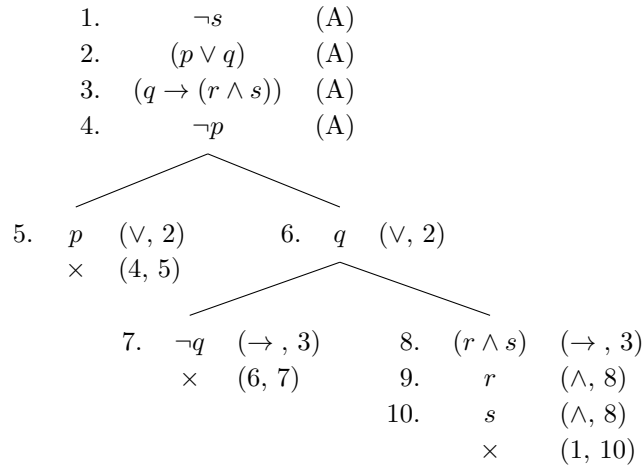 1. ¬s (A)
2. (p ∨ q) (A)
3. (q → (r ∧ s)) (A)
4. ¬p (A)
5. p (∨, 2) 6. q (∨, 2)
× (4, 5)
7. ¬q (→ , 3) 8. (r ∧ s) (→ , 3)
× (6, 7) 9. r (∧, 8)
10. s (∧, 8)
× (1, 10)